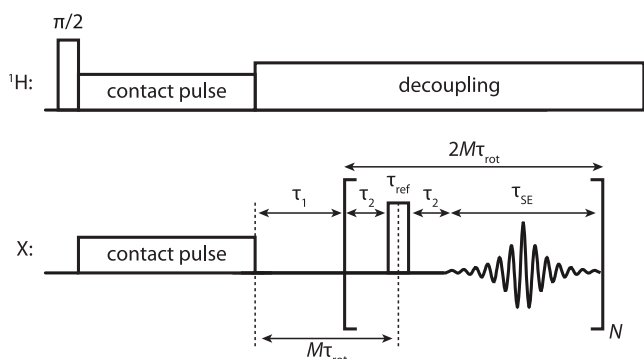 π/2
¹H:
contact pulse
decoupling
2Mτrot
τ1
τ2
τref
τ2
τSE
X:
contact pulse
N
Mτrot